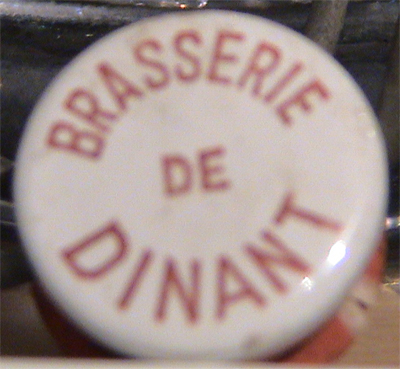 BRASSERIE
DE
DINANT